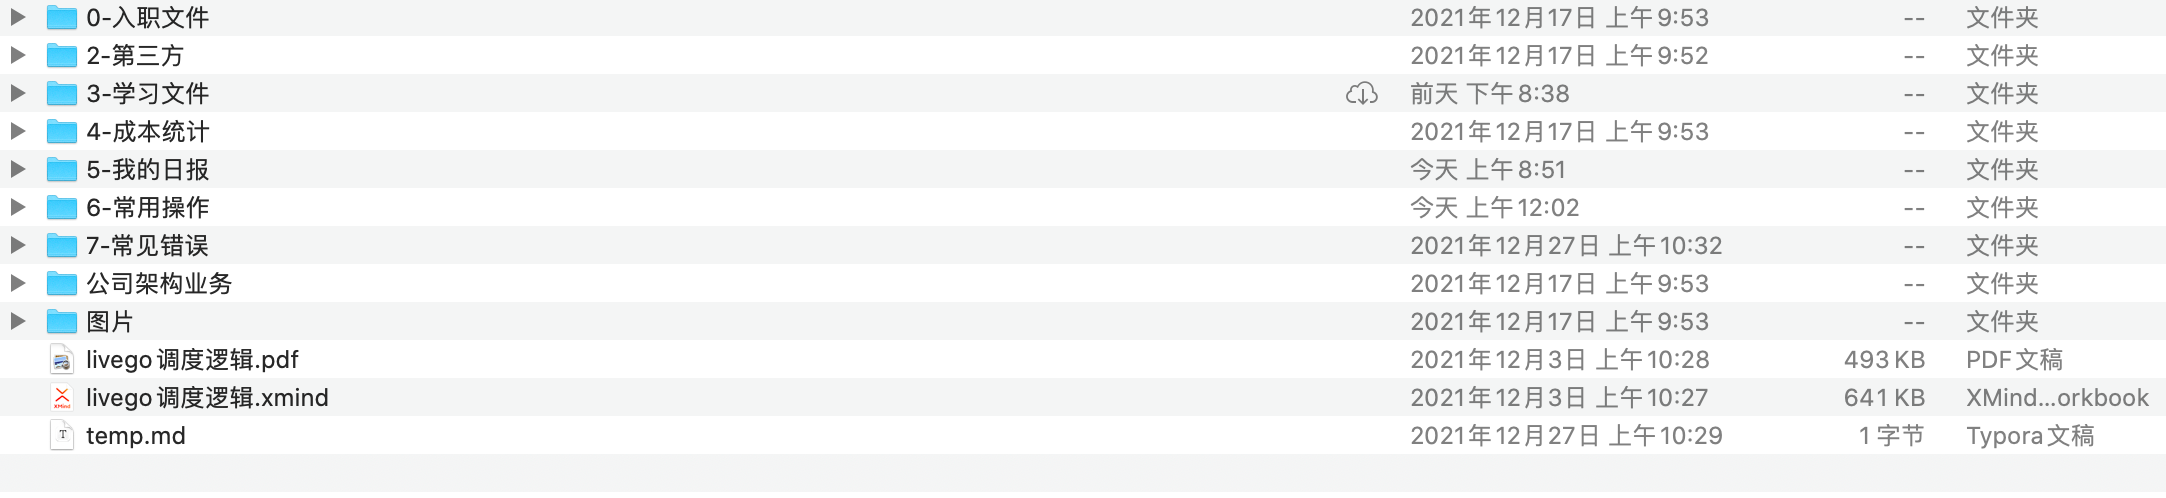 0-入职文件 2021年12月17日 上午9:53 -- 文件夹
2-第三方 2021年12月17日 上午9:52 -- 文件夹
3-学习文件 前天 下午8:38 -- 文件夹
4-成本统计 2021年12月17日 上午9:53 -- 文件夹
5-我的日报 今天 上午8:51 -- 文件夹
6-常用操作 今天 上午12:02 -- 文件夹
7-常见错误 2021年12月27日 上午10:32 -- 文件夹
公司架构业务 2021年12月17日 上午9:53 -- 文件夹
图片 2021年12月17日 上午9:53 -- 文件夹
livego调度逻辑.pdf 2021年12月3日 上午10:28 493 KB PDF文稿
livego调度逻辑.xmind 2021年12月3日 上午10:27 641 KB XMind...orkbook
temp.md 2021年12月27日 上午10:29 1 字节 Typora文稿